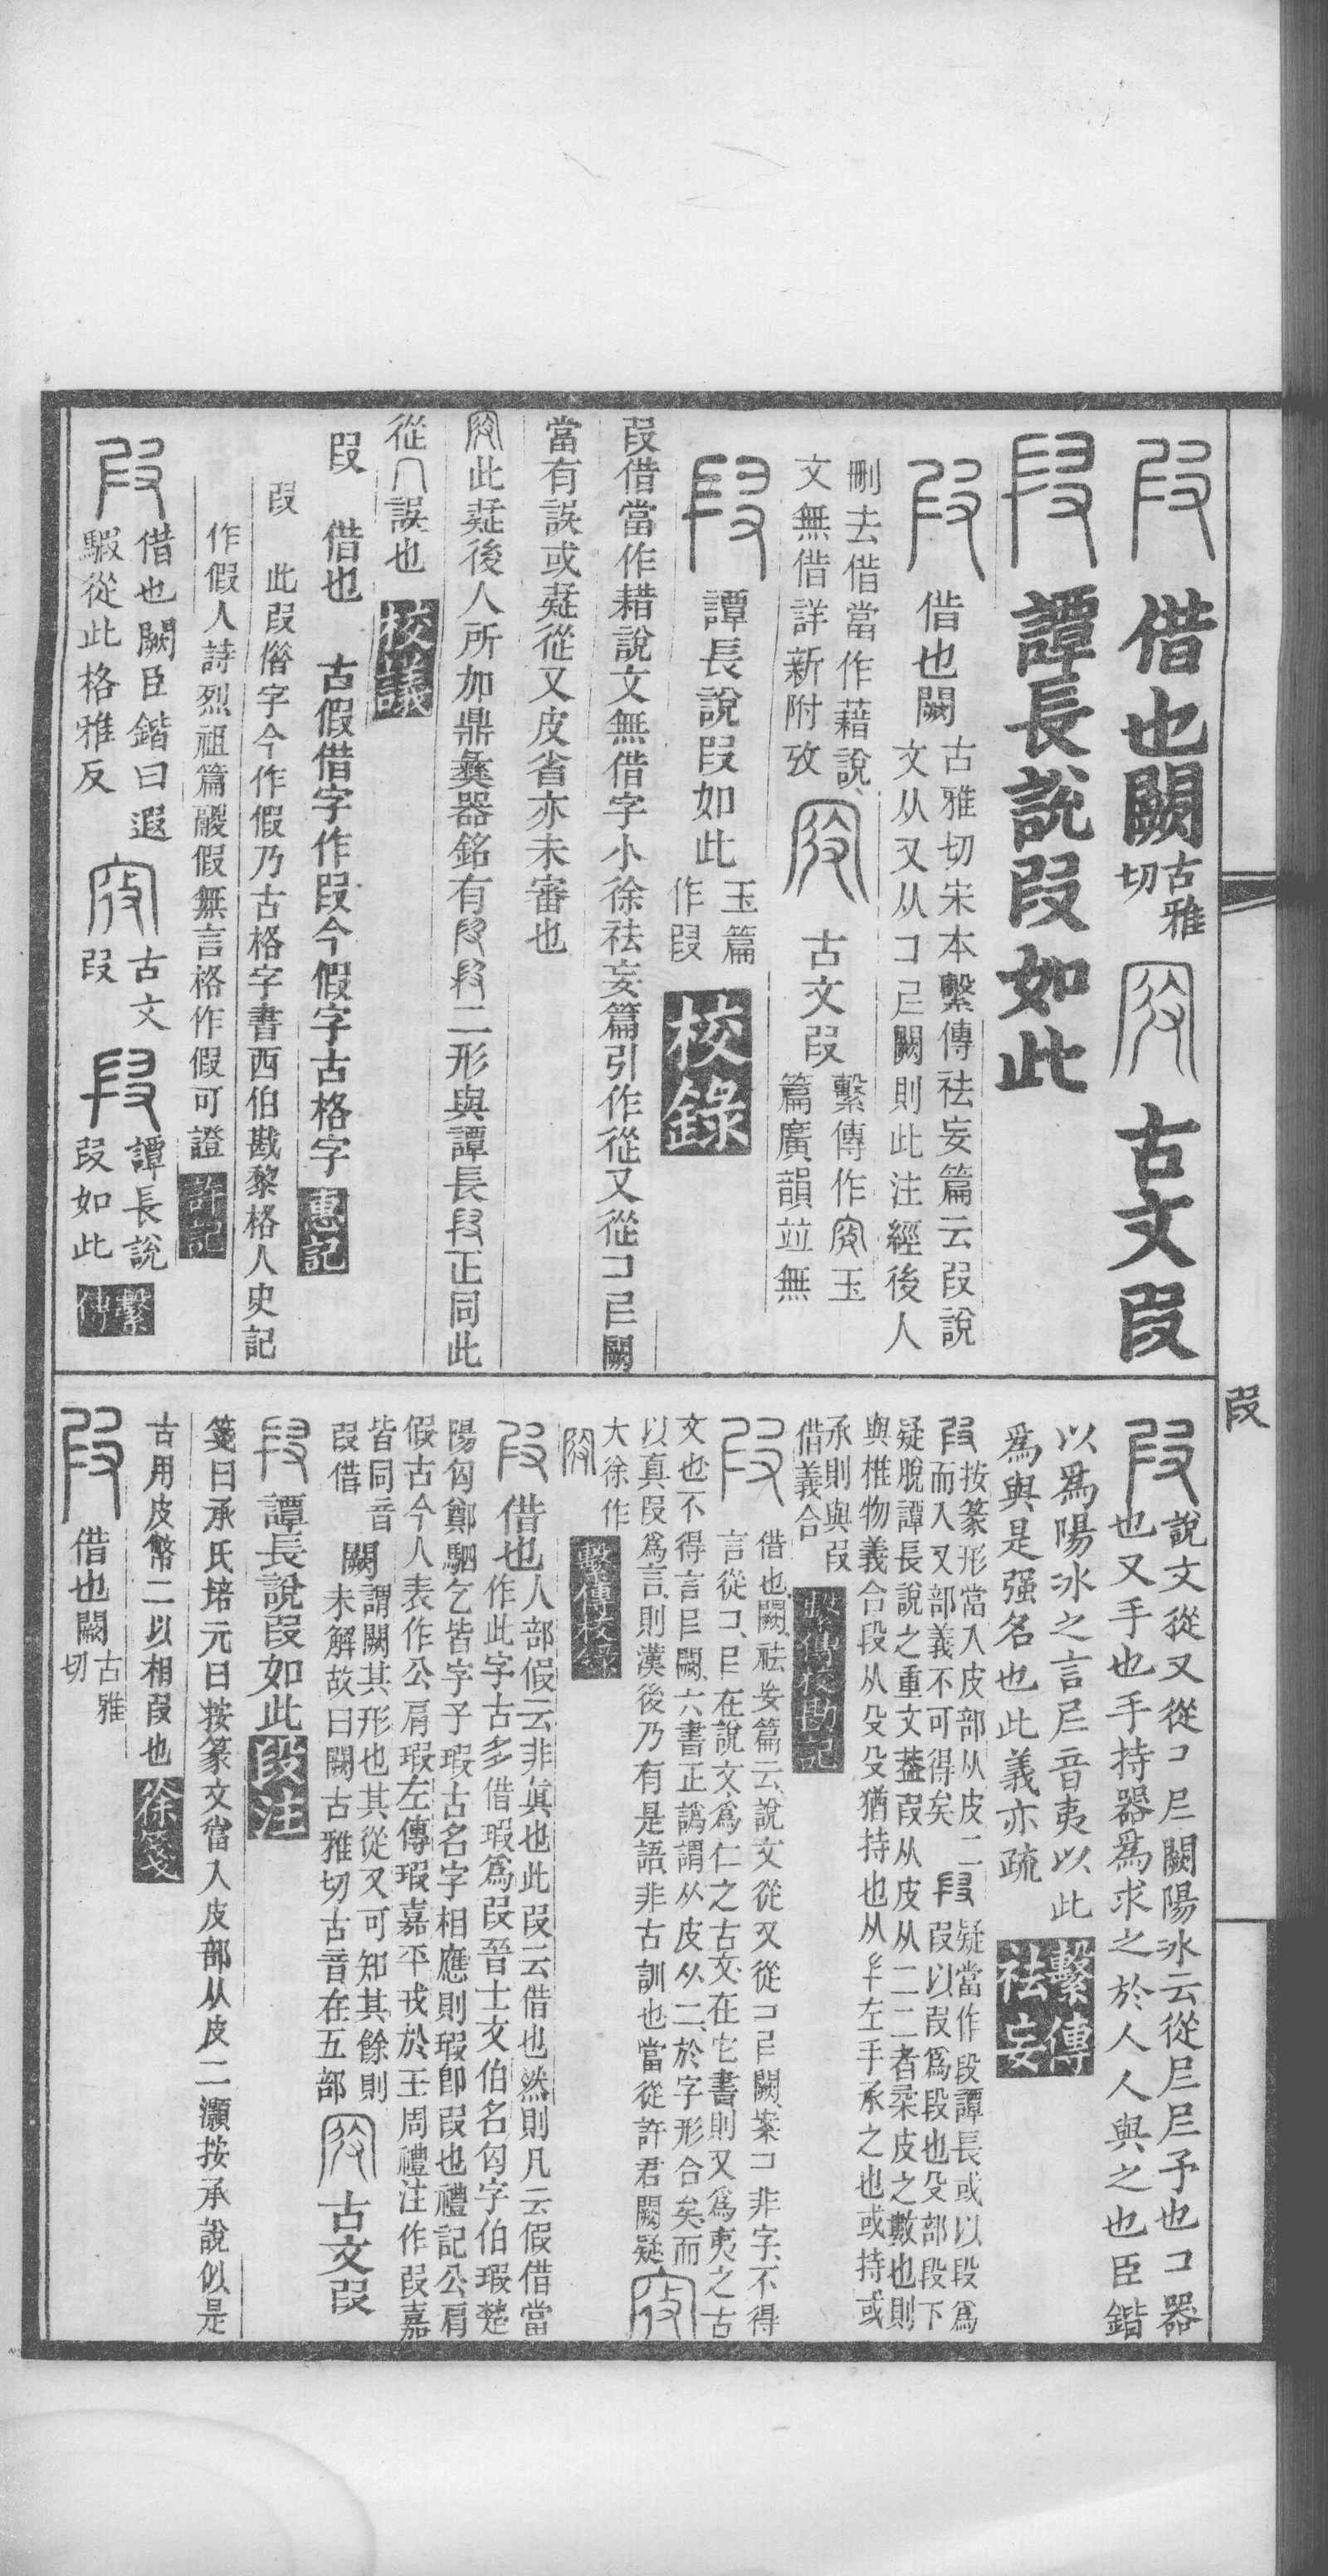 叚 借也闕 古雅切 古文叚
譚長說叚如此
叚 借也闕 古雅切宋本繫傳祛妄篇云叚說
文从又从コ𡰥闕則此注經後人
刪去借當作藉說
文無借詳新附攷 古文叚 繫傳作玉
篇廣韻竝無
叚 譚長說叚如此 玉篇
作叚 校錄
叚借當作耤說文無借字小徐祛妄篇引作從又從コ𡰥闕
當有誤或疑從又皮省亦未審也
此疑後人所加鼎彝器銘有二形與譚長叚正同此
從冂誤也 校議
叚 借也 古假借字作叚今假字古格字 惠記
叚 此叚俗字今作假乃古格字書西伯戡黎格人史記
作假人詩烈祖篇鬷假無言格作假可證 許記
叚 借也闕臣鍇曰遐
騢從此格雅反 古文
叚 譚長說
叚如此 繫傳
叚
叚 說文從又從コ𡰥闕陽冰云從𡰥𡰥予也コ器
也又手也手持器爲求之於人人與之也臣鍇
以爲陽冰之言𡰥音夷以此
爲與是强名也此義亦疏 繫傳祛妄
叚 按篆形當入皮部从皮二
而入又部義不可得矣 叚 疑當作段譚長或以段爲
叚以叚爲段也殳部段下
疑脫譚長說之重文葢叚从皮从二二者柔皮之數也則
與椎物義合段从殳殳猶持也从左手承之也或持或
承則與叚
借義合 繫傳校勘記
叚 借也闕祛妄篇云說文從又從コ𡰥闕案コ非字不得
言從コ𡰥在說文爲仁之古文在它書則又爲夷之古
文也不得言𡰥闕六書正譌謂从皮从二於字形合矣而
以真叚爲言則漢後乃有是語非古訓也當從許君闕疑
大徐作 繫傳校錄
叚 借也 人部假云非眞也此叚云借也然則凡云假借當
作此字古多借瑕爲叚晉士文伯名匄字伯瑕楚
陽匄鄭駟乞皆字子瑕古名字相應則瑕卽叚也禮記公肩
假古今人表作公肩瑕左傳瑕嘉平戎於王周禮注作叚嘉
皆同音
叚借 闕 謂闕其形也其從又可知其餘則
未解故曰闕古雅切古音在五部 古文叚
叚 譚長說叚如此 段注
箋曰承氏培元曰按篆文當入皮部从皮二灝按承說似是
古用皮幣二以相叚也 徐箋
叚 借也闕 古雅
切